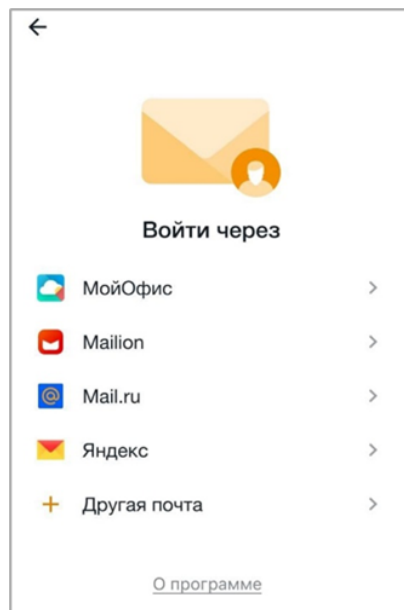 Войти через
МойОфис
Mailion
Mail.ru
Яндекс
Другая почта
О программе